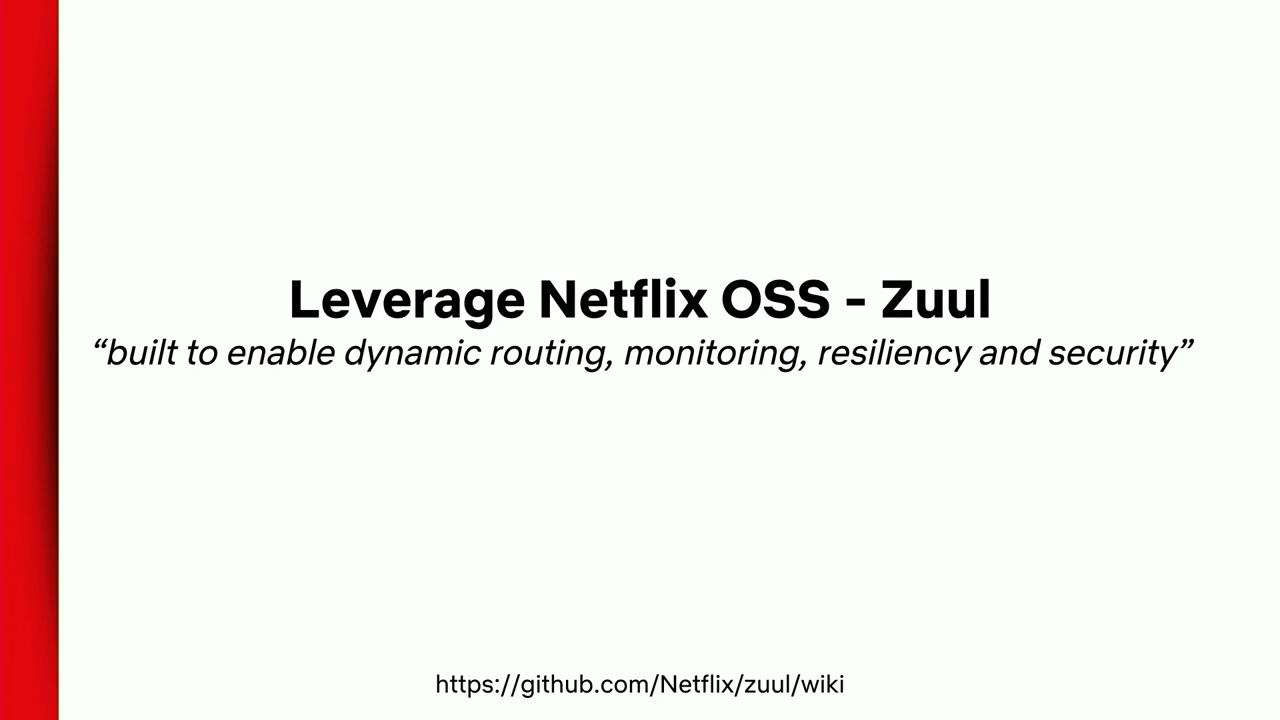 Leverage Netflix OSS - Zuul
“built to enable dynamic routing, monitoring, resiliency and security”
https://github.com/Netflix/zuul/wiki